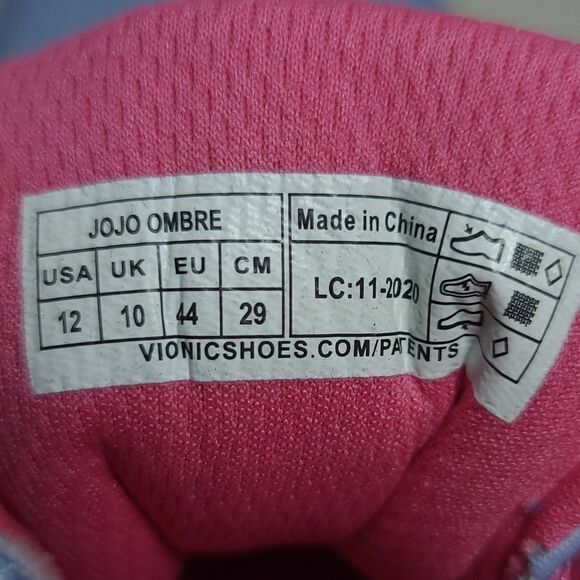 JOJO OMBRE
Made in China
USA UK EU CM
12 10 44 29
LC:11-2020
VIONICSHOES.COM/PATENTS